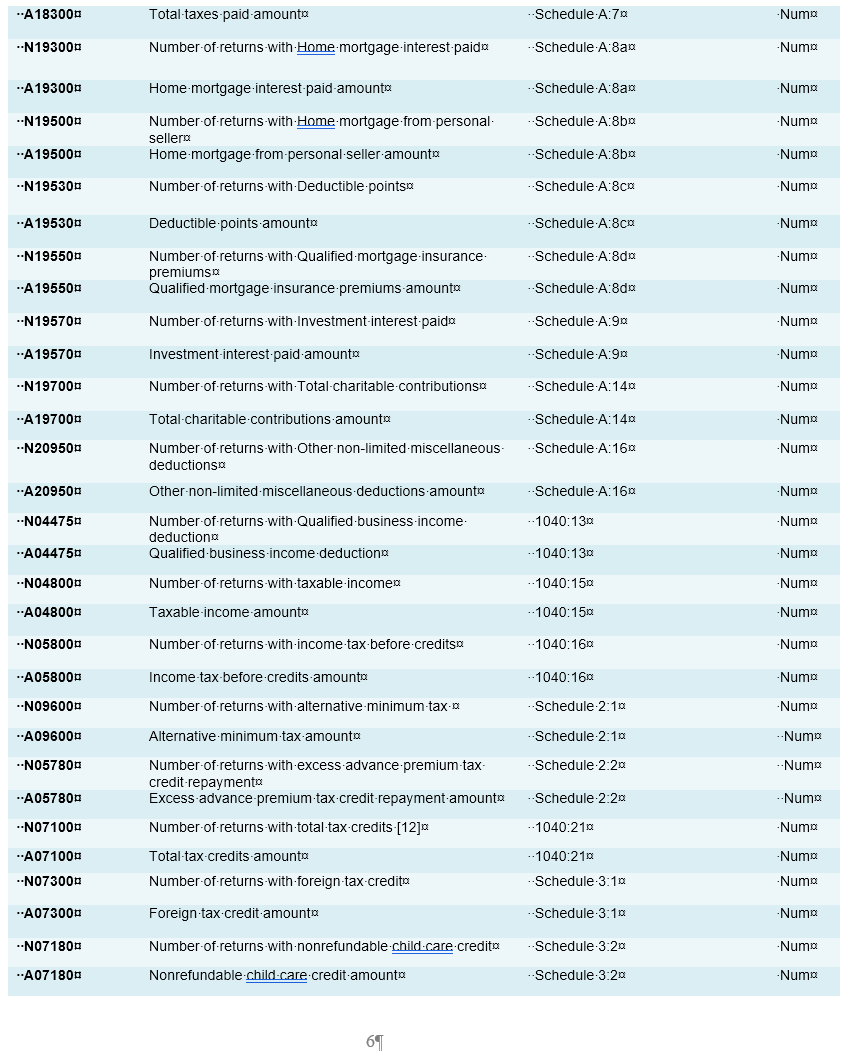 ··A18300¤ Total·taxes·paid·amount¤ ··Schedule·A:7¤ ·Num¤
··N19300¤ Number·of·returns·with·Home·mortgage·interest·paid¤ ··Schedule·A:8a¤ ·Num¤
··A19300¤ Home·mortgage·interest·paid·amount¤ ··Schedule·A:8a¤ ·Num¤
··N19500¤ Number·of·returns·with·Home·mortgage·from·personal· ··Schedule·A:8b¤ ·Num¤
seller¤
··A19500¤ Home·mortgage·from·personal·seller·amount¤ ··Schedule·A:8b¤ ·Num¤
··N19530¤ Number·of·returns·with·Deductible·points¤ ··Schedule·A:8c¤ ·Num¤
··A19530¤ Deductible·points·amount¤ ··Schedule·A:8c¤ ·Num¤
··N19550¤ Number·of·returns·with·Qualified·mortgage·insurance· ··Schedule·A:8d¤ ·Num¤
premiums¤
··A19550¤ Qualified·mortgage·insurance·premiums·amount¤ ··Schedule·A:8d¤ ·Num¤
··N19570¤ Number·of·returns·with·Investment·interest·paid¤ ··Schedule·A:9¤ ·Num¤
··A19570¤ Investment·interest·paid·amount¤ ··Schedule·A:9¤ ·Num¤
··N19700¤ Number·of·returns·with·Total·charitable·contributions¤ ··Schedule·A:14¤ ·Num¤
··A19700¤ Total·charitable·contributions·amount¤ ··Schedule·A:14¤ ·Num¤
··N20950¤ Number·of·returns·with·Other·non-limited·miscellaneous· ··Schedule·A:16¤ ·Num¤
deductions¤
··A20950¤ Other·non-limited·miscellaneous·deductions·amount¤ ··Schedule·A:16¤ ·Num¤
··N04475¤ Number·of·returns·with·Qualified·business·income· ··1040:13¤ ·Num¤
deduction¤
··A04475¤ Qualified·business·income·deduction¤ ··1040:13¤ ·Num¤
··N04800¤ Number·of·returns·with·taxable·income¤ ··1040:15¤ ·Num¤
··A04800¤ Taxable·income·amount¤ ··1040:15¤ ·Num¤
··N05800¤ Number·of·returns·with·income·tax·before·credits¤ ··1040:16¤ ·Num¤
··A05800¤ Income·tax·before·credits·amount¤ ··1040:16¤ ·Num¤
··N09600¤ Number·of·returns·with·alternative·minimum·tax·¤ ··Schedule·2:1¤ ·Num¤
··A09600¤ Alternative·minimum·tax·amount¤ ··Schedule·2:1¤ ··Num¤
··N05780¤ Number·of·returns·with·excess·advance·premium·tax· ··Schedule·2:2¤ ··Num¤
credit·repayment¤
··A05780¤ Excess·advance·premium·tax·credit·repayment·amount¤ ··Schedule·2:2¤ ··Num¤
··N07100¤ Number·of·returns·with·total·tax·credits·[12]¤ ··1040:21¤ ·Num¤
··A07100¤ Total·tax·credits·amount¤ ··1040:21¤ ·Num¤
··N07300¤ Number·of·returns·with·foreign·tax·credit¤ ··Schedule·3:1¤ ·Num¤
··A07300¤ Foreign·tax·credit·amount¤ ··Schedule·3:1¤ ·Num¤
··N07180¤ Number·of·returns·with·nonrefundable·child·care·credit¤ ··Schedule·3:2¤ ·Num¤
··A07180¤ Nonrefundable·child·care·credit·amount¤ ··Schedule·3:2¤ ·Num¤
6¶